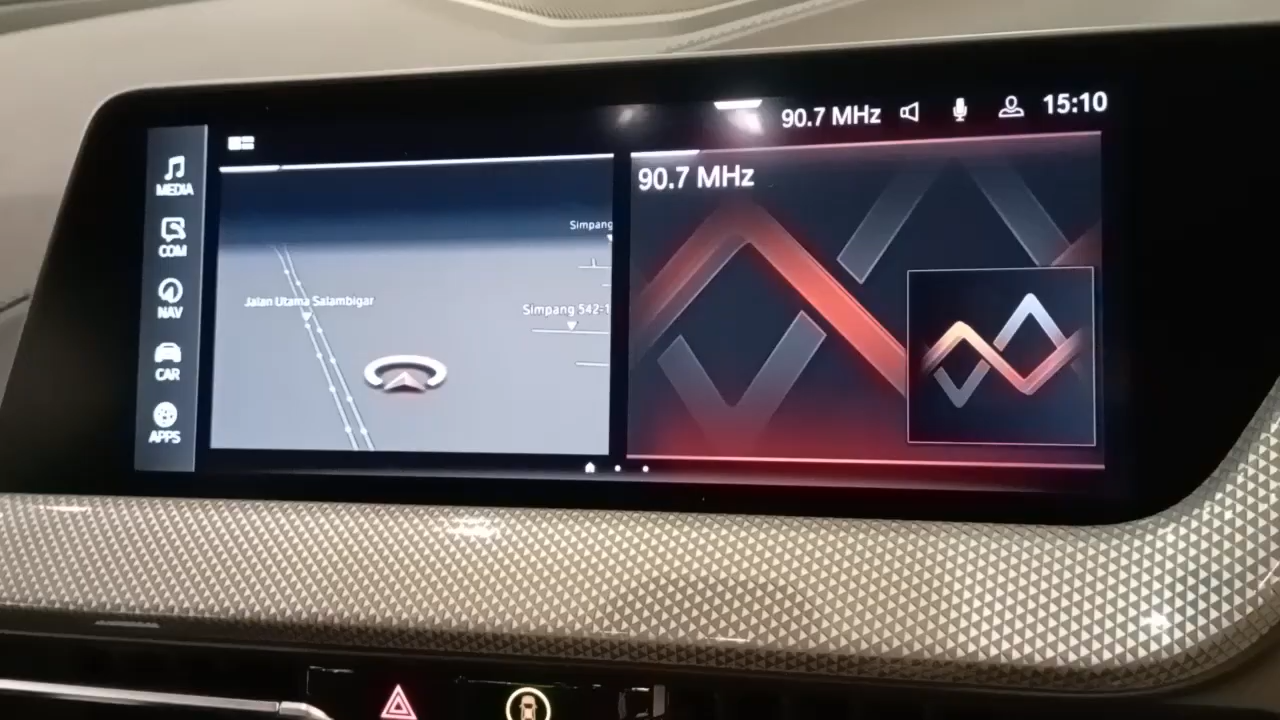 90.7 MHz
15:10
MEDIA
COM
NAV
CAR
APPS
Simpang
Jalan Utama Salambigar
Simpang 542-1
90.7 MHz